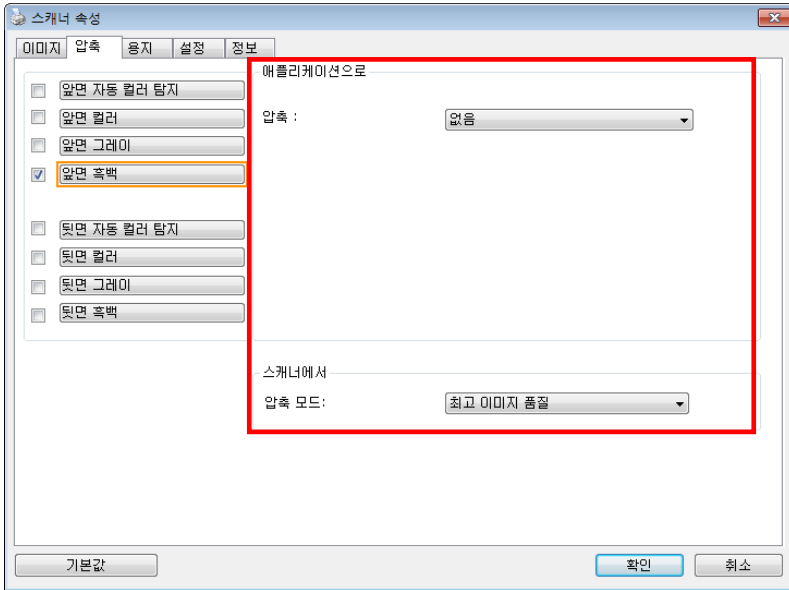 스캐너 속성
이미지 압축 용지 설정 정보
앞면 자동 컬러 탐지
앞면 컬러
앞면 그레이
앞면 흑백
뒷면 자동 컬러 탐지
뒷면 컬러
뒷면 그레이
뒷면 흑백
애플리케이션으로
압축 : 없음
스캐너에서
압축 모드: 최고 이미지 품질
기본값 확인 취소